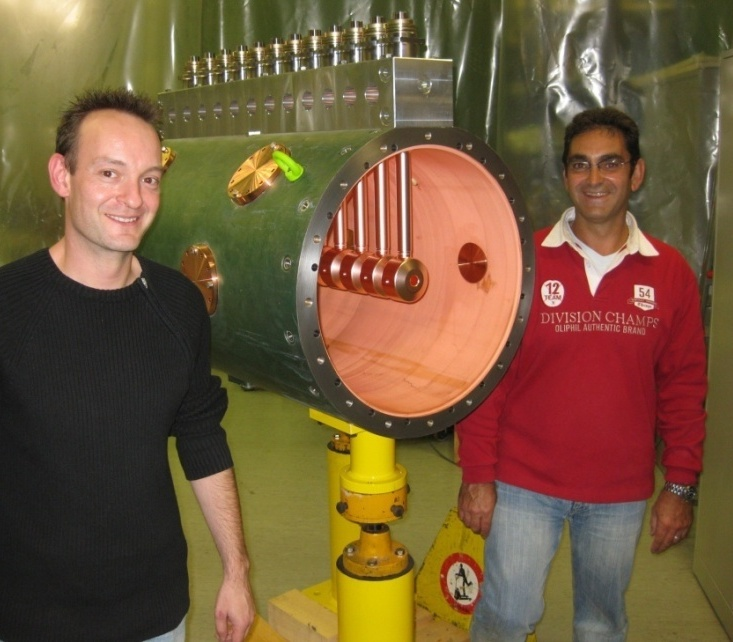 12
TEAM
54
DIVISION CHAMPS
OLIPHIL AUTHENTIC BRAND